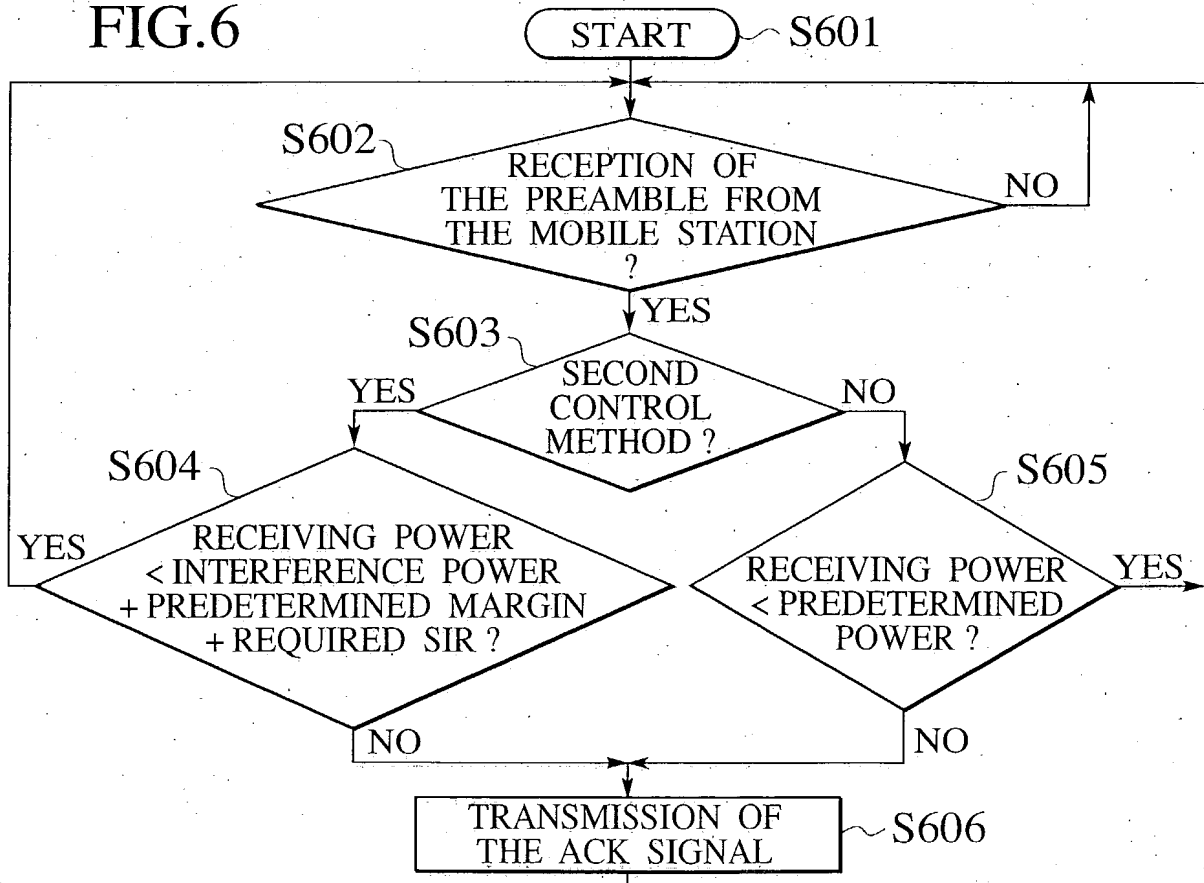 FIG.6
START
S601
S602
RECEPTION OF
THE PREAMBLE FROM
THE MOBILE STATION
?
NO
YES
S603
SECOND
CONTROL
METHOD ?
YES
NO
S604
RECEIVING POWER
< INTERFERENCE POWER
+ PREDETERMINED MARGIN
+ REQUIRED SIR ?
YES
NO
S605
RECEIVING POWER
< PREDETERMINED
POWER ?
YES
NO
TRANSMISSION OF
THE ACK SIGNAL
S606